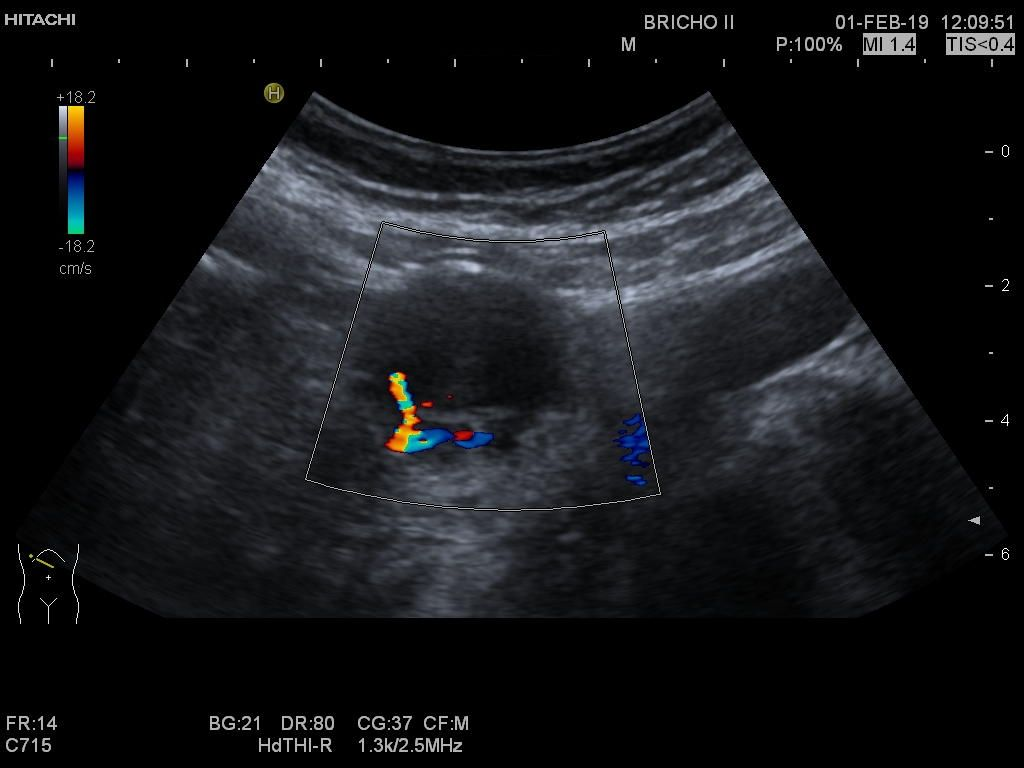 HITACHI
BRICHO II
01-FEB-19 12:09:51
M
P:100% MI 1.4 TIS<0.4
+18.2
H
-18.2
cm/s
0
2
4
6
FR:14
BG:21 DR:80 CG:37 CF:M
C715
HdTHI-R 1.3k/2.5MHz